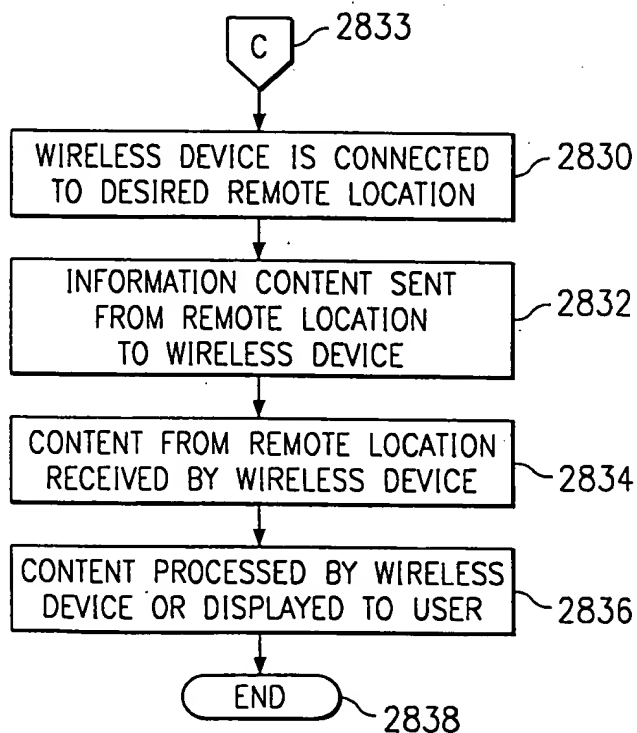 C
2833
WIRELESS DEVICE IS CONNECTED
TO DESIRED REMOTE LOCATION
2830
INFORMATION CONTENT SENT
FROM REMOTE LOCATION
TO WIRELESS DEVICE
2832
CONTENT FROM REMOTE LOCATION
RECEIVED BY WIRELESS DEVICE
2834
CONTENT PROCESSED BY WIRELESS
DEVICE OR DISPLAYED TO USER
2836
END
2838